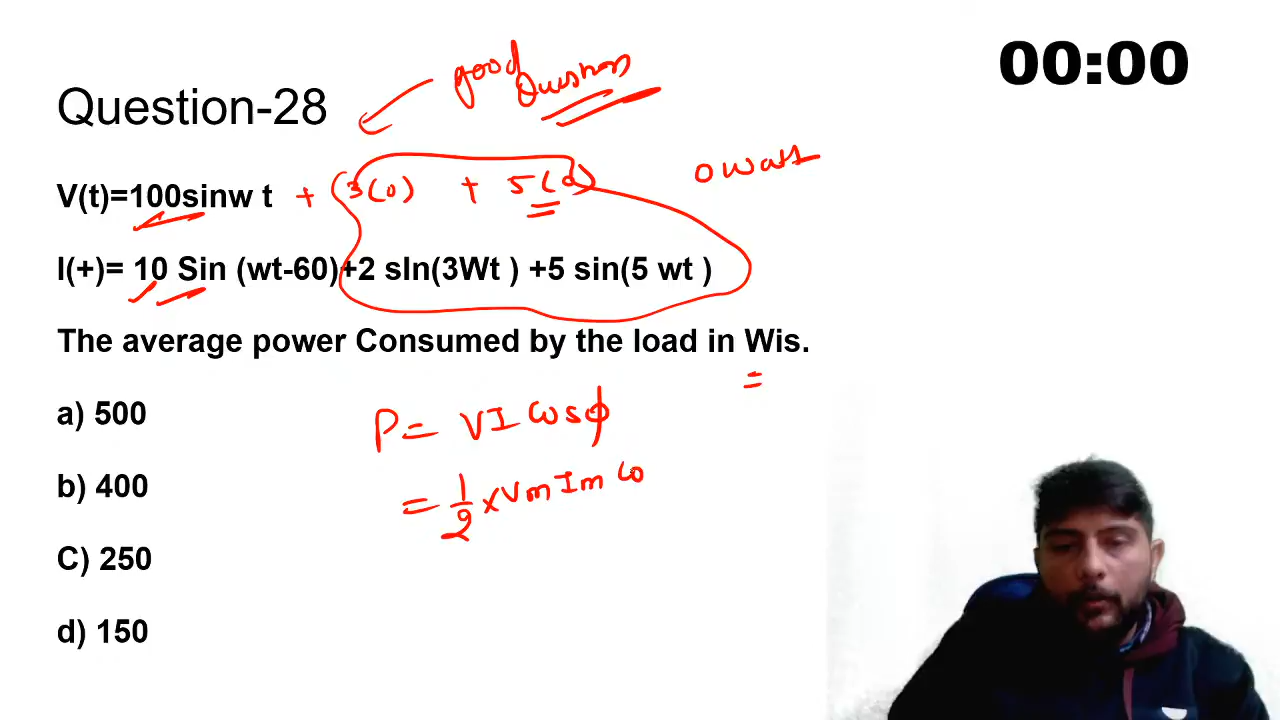 00:00
good
Question
Question-28
V(t)=100sinw t + (3(0) + 5(0)
0 watt
I(+)= 10 Sin (wt-60)+2 sIn(3Wt ) +5 sin(5 wt )
The average power Consumed by the load in Wis.
a) 500
P= VI cosϕ
b) 400
= 1/2 x Vm Im co
C) 250
d) 150